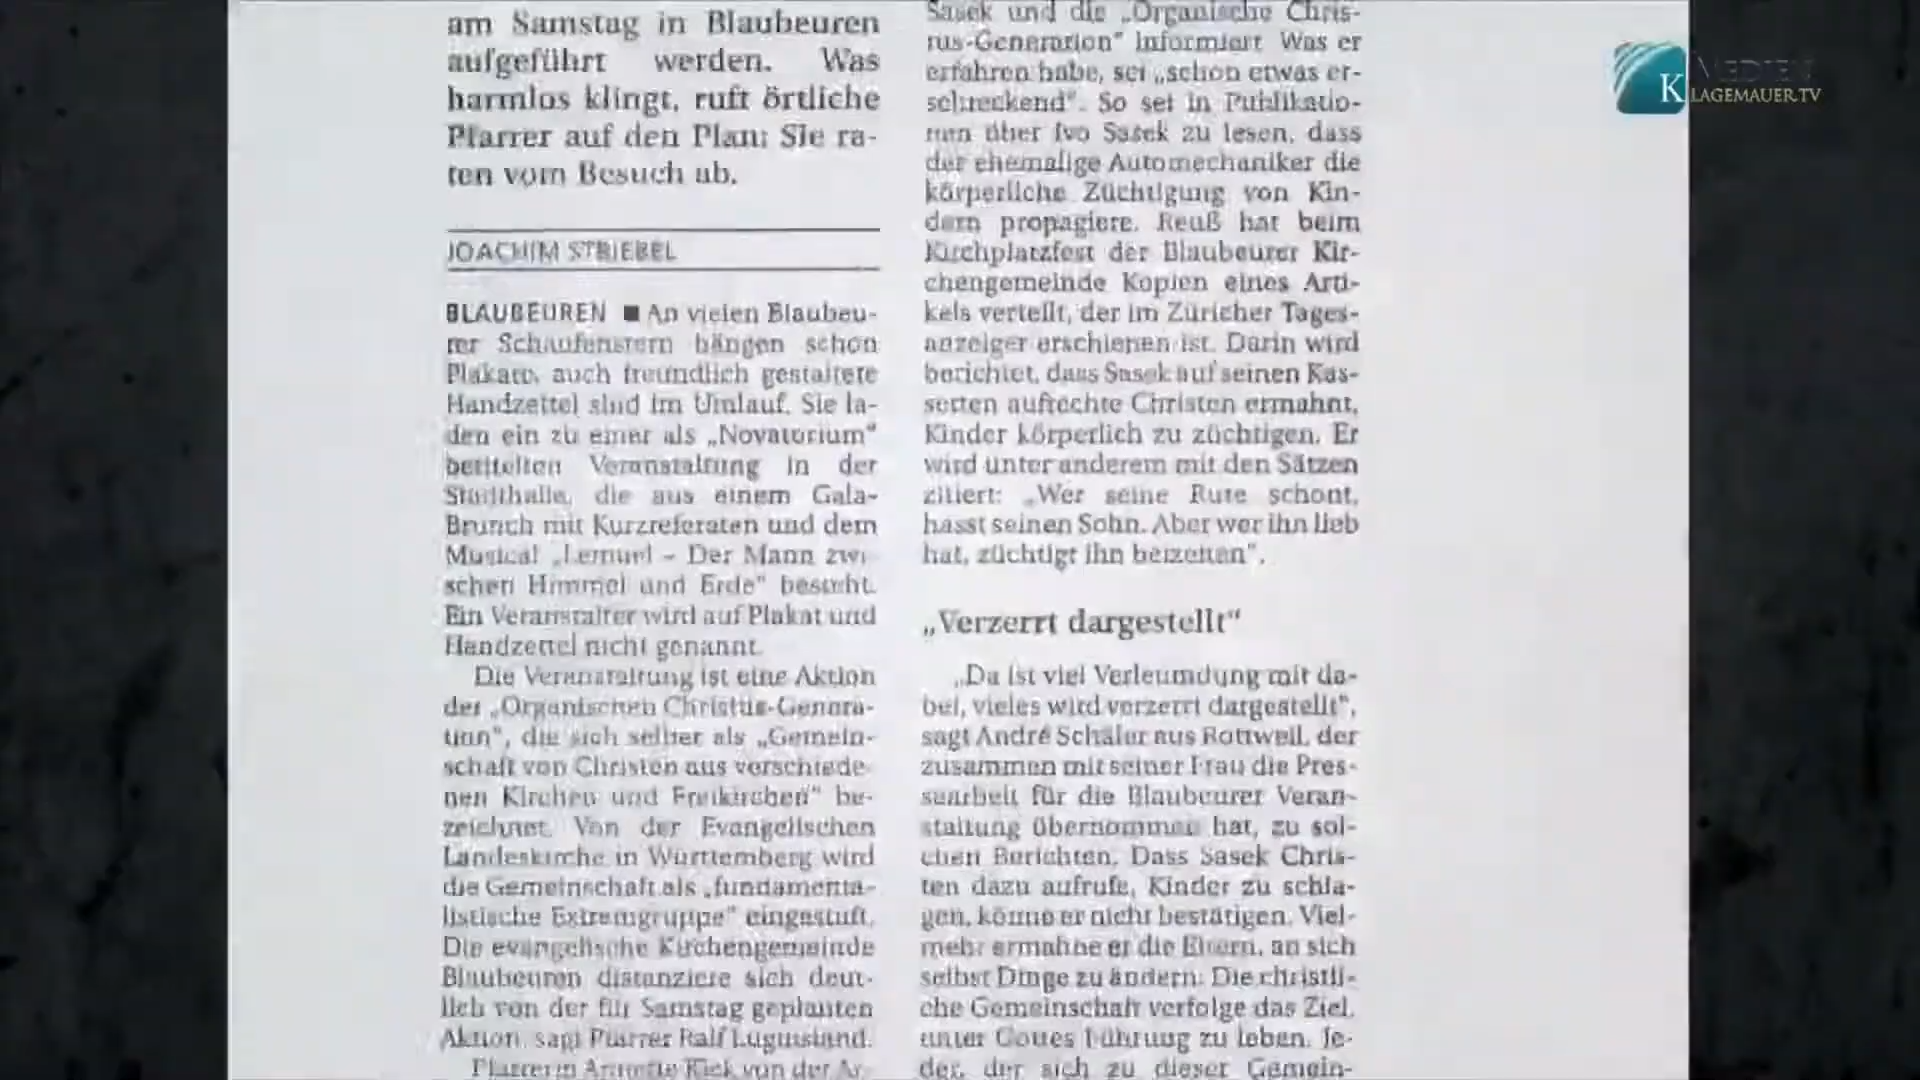 am Samstag in Blaubeuren
aufgeführt werden. Was
harmlos klingt, ruft örtliche
Pfarrer auf den Plan: Sie ra-
ten vom Besuch ab.
JOACHIM STRIEBEL
BLAUBEUREN ■ An vielen Blaubeu-
rer Schaufenstern hängen schon
Plakate, auch freundlich gestaltete
Handzettel sind im Umlauf. Sie la-
den ein zu einer als „Novatorium"
betitelten Veranstaltung in der
Stadthalle, die aus einem Gala-
Brunch mit Kurzreferaten und dem
Musical „Lemuel – Der Mann zwi-
schen Himmel und Erde" besteht.
Ein Veranstalter wird auf Plakat und
Handzettel nicht genannt.
Die Veranstaltung ist eine Aktion
der „Organischen Christus-Genera-
tion", die sich selber als „Gemein-
schaft von Christen aus verschiede-
nen Kirchen und Freikirchen" be-
zeichnet. Von der Evangelischen
Landeskirche in Württemberg wird
die Gemeinschaft als „fundamenta-
listische Extremgruppe" eingestuft.
Die evangelische Kirchengemeinde
Blaubeuren distanziere sich deut-
lich von der für Samstag geplanten
Aktion, sagt Pfarrer Ralf
Pfarrerin Annette von der
Sasek und die „Organische Chris-
tus-Generation" informiert. Was er
erfahren habe, sei „schon etwas er-
schreckend". So sei in Publikatio-
nen über Ivo Sasek zu lesen, dass
der ehemalige Automechaniker die
körperliche Züchtigung von Kin-
dern propagiere. Reuß hat beim
Kirchplatzfest der Blaubeurer Kir-
chengemeinde Kopien eines Arti-
kels verteilt, der im Züricher Tages-
anzeiger erschienen ist. Darin wird
berichtet, dass Sasek auf seinen Kas-
setten aufrechte Christen ermahnt,
Kinder körperlich zu züchtigen. Er
wird unter anderem mit den Sätzen
zitiert: „Wer seine Rute schont,
hasst seinen Sohn. Aber wer ihn lieb
hat, züchtigt ihn beizeiten".
„Verzerrt dargestellt"
„Da ist viel Verleumdung mit da-
bei, vieles wird verzerrt dargestellt",
sagt André Schäfer aus Rottweil, der
zusammen mit seiner Frau die Pres-
searbeit für die Blaubeurer Veran-
staltung übernommen hat, zu sol-
chen Berichten. Dass Sasek Chris-
ten dazu aufrufe, Kinder zu schla-
gen, könne er nicht bestätigen. Viel-
mehr ermahne er die Eltern, an sich
selbst Dinge zu ändern. Die christli-
che Gemeinschaft verfolge das Ziel,
unter Gottes Führung zu leben. Je-
der, der sich zu dieser Gemein-
MEDIEN
KLAGEMAUER.TV